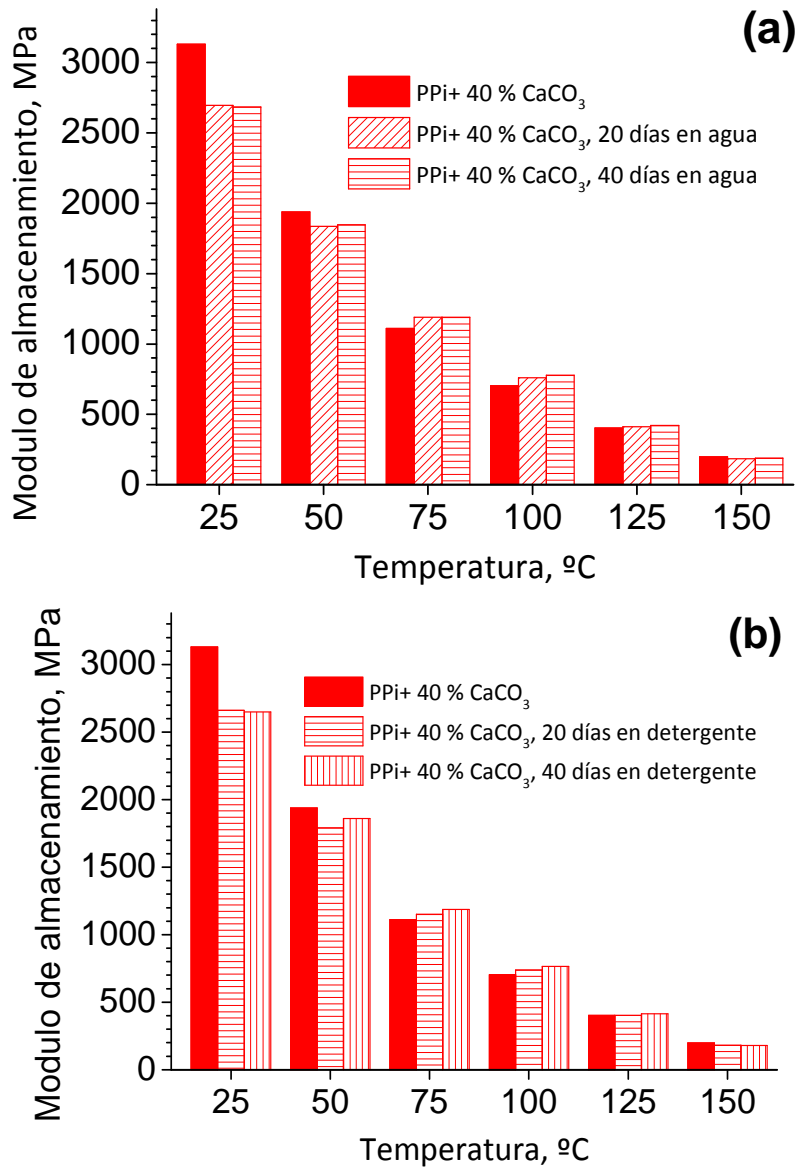 (a)
PPi+ 40 % CaCO₃
PPi+ 40 % CaCO₃, 20 días en agua
PPi+ 40 % CaCO₃, 40 días en agua
Modulo de almacenamiento, MPa
3000
2500
2000
1500
1000
500
0
25 50 75 100 125 150
Temperatura, ºC
(b)
PPi+ 40 % CaCO₃
PPi+ 40 % CaCO₃, 20 días en detergente
PPi+ 40 % CaCO₃, 40 días en detergente
Modulo de almacenamiento, MPa
3000
2500
2000
1500
1000
500
0
25 50 75 100 125 150
Temperatura, ºC